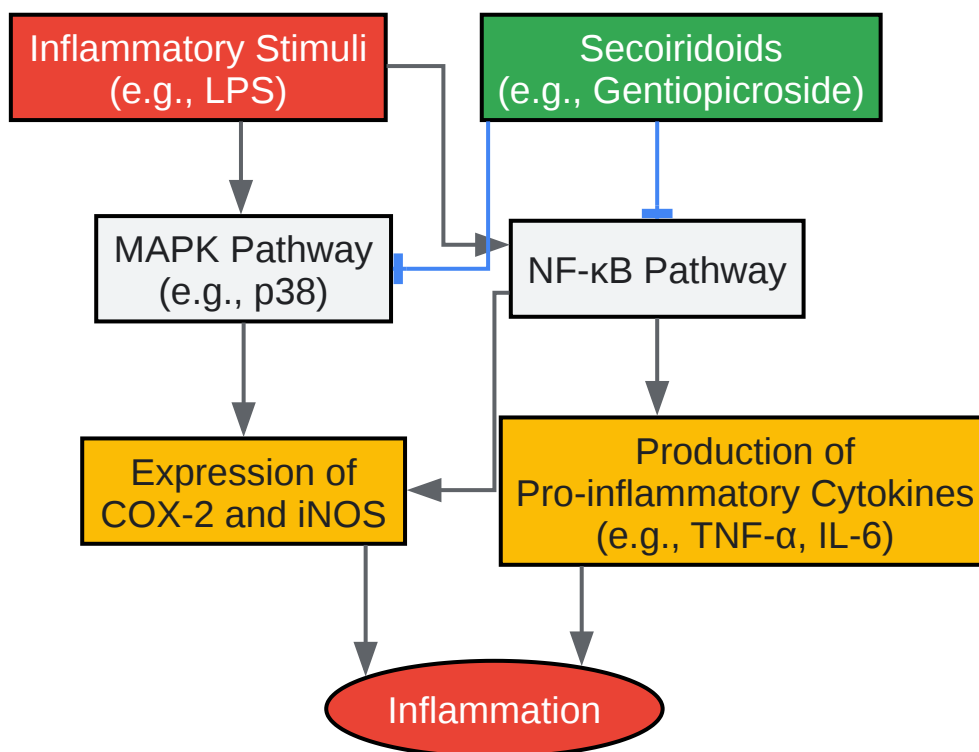 Inflammatory Stimuli
(e.g., LPS)
Secoiridoids
(e.g., Gentiopicroside)
MAPK Pathway
(e.g., p38)
NF-κB Pathway
Expression of
COX-2 and iNOS
Production of
Pro-inflammatory Cytokines
(e.g., TNF-α, IL-6)
Inflammation